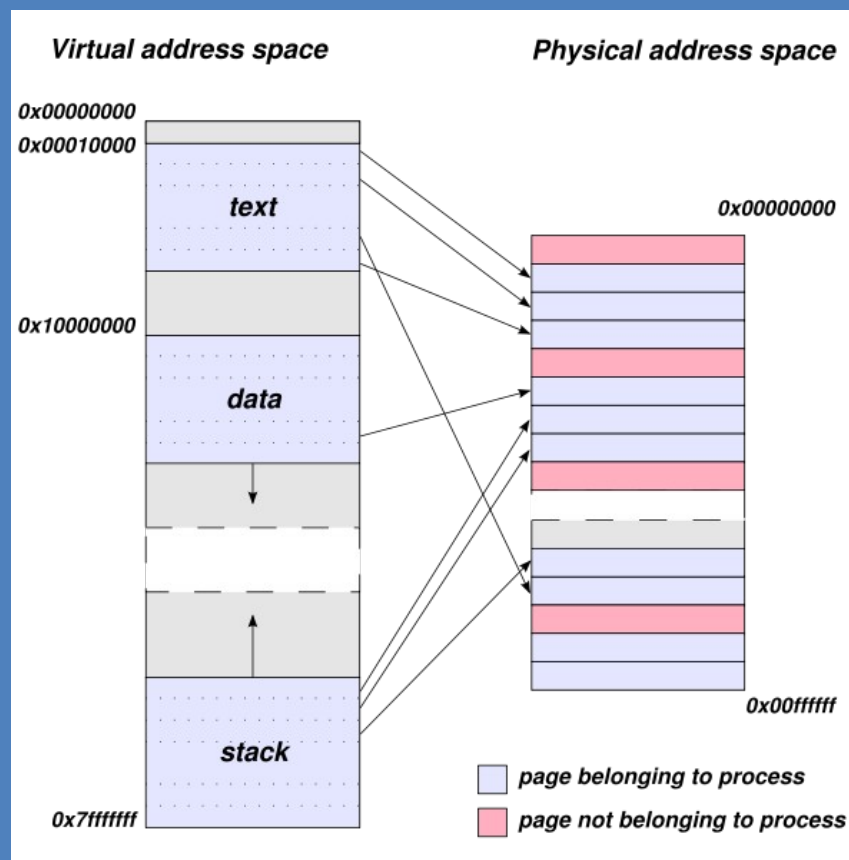 Virtual address space
Physical address space
0x00000000
0x00010000
text
0x00000000
0x10000000
data
stack
0x00ffffff
page belonging to process
page not belonging to process
0x7fffffff